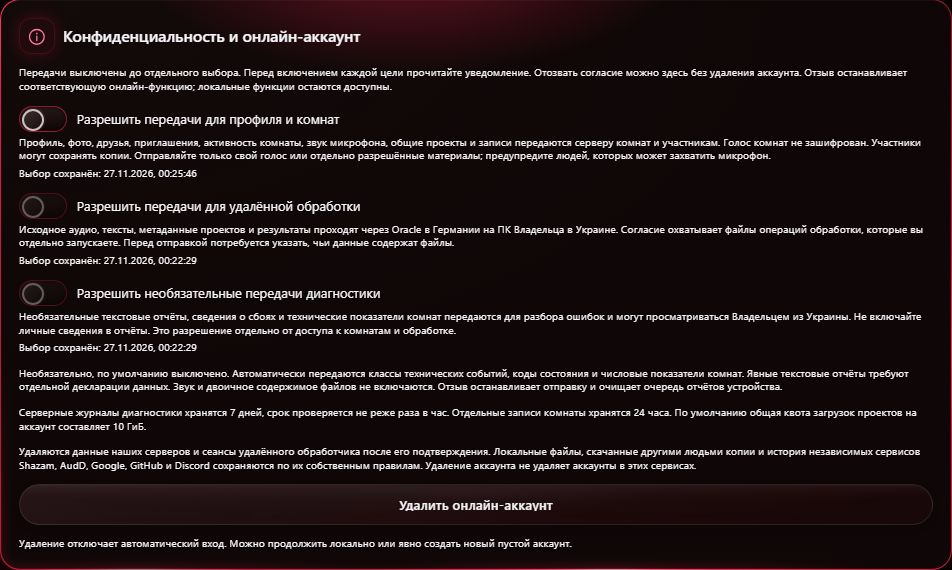 Конфиденциальность и онлайн-аккаунт
Передачи выключены до отдельного выбора. Перед включением каждой цели прочитайте уведомление. Отозвать согласие можно здесь без удаления аккаунта. Отзыв останавливает
соответствующую онлайн-функцию; локальные функции остаются доступны.
Разрешить передачи для профиля и комнат
Профиль, фото, друзья, приглашения, активность комнаты, звук микрофона, общие проекты и записи передаются серверу комнат и участникам. Голос комнат не зашифрован. Участники
могут сохранять копии. Отправляйте только свой голос или отдельно разрешённые материалы; предупредите людей, которых может захватить микрофон.
Выбор сохранён: 27.11.2026, 00:25:46
Разрешить передачи для удалённой обработки
Исходное аудио, тексты, метаданные проектов и результаты проходят через Oracle в Германии на ПК Владельца в Украине. Согласие охватывает файлы операций обработки, которые вы
отдельно запускаете. Перед отправкой потребуется указать, чьи данные содержат файлы.
Выбор сохранён: 27.11.2026, 00:22:29
Разрешить необязательные передачи диагностики
Необязательные текстовые отчёты, сведения о сбоях и технические показатели комнат передаются для разбора ошибок и могут просматриваться Владельцем из Украины. Не включайте
личные сведения в отчёты. Это разрешение отдельно от доступа к комнатам и обработке.
Выбор сохранён: 27.11.2026, 00:22:29
Необязательно, по умолчанию выключено. Автоматически передаются классы технических событий, коды состояния и числовые показатели комнат. Явные текстовые отчёты требуют
отдельной декларации данных. Звук и двоичное содержимое файлов не включаются. Отзыв останавливает отправку и очищает очередь отчётов устройства.
Серверные журналы диагностики хранятся 7 дней, срок проверяется не реже раза в час. Отдельные записи комнаты хранятся 24 часа. По умолчанию общая квота загрузок проектов на
аккаунт составляет 10 ГиБ.
Удаляются данные наших серверов и сеансы удалённого обработчика после его подтверждения. Локальные файлы, скачанные другими людьми копии и история независимых сервисов
Shazam, AudD, Google, GitHub и Discord сохраняются по их собственным правилам. Удаление аккаунта не удаляет аккаунты в этих сервисах.
Удалить онлайн-аккаунт
Удаление отключает автоматический вход. Можно продолжить локально или явно создать новый пустой аккаунт.